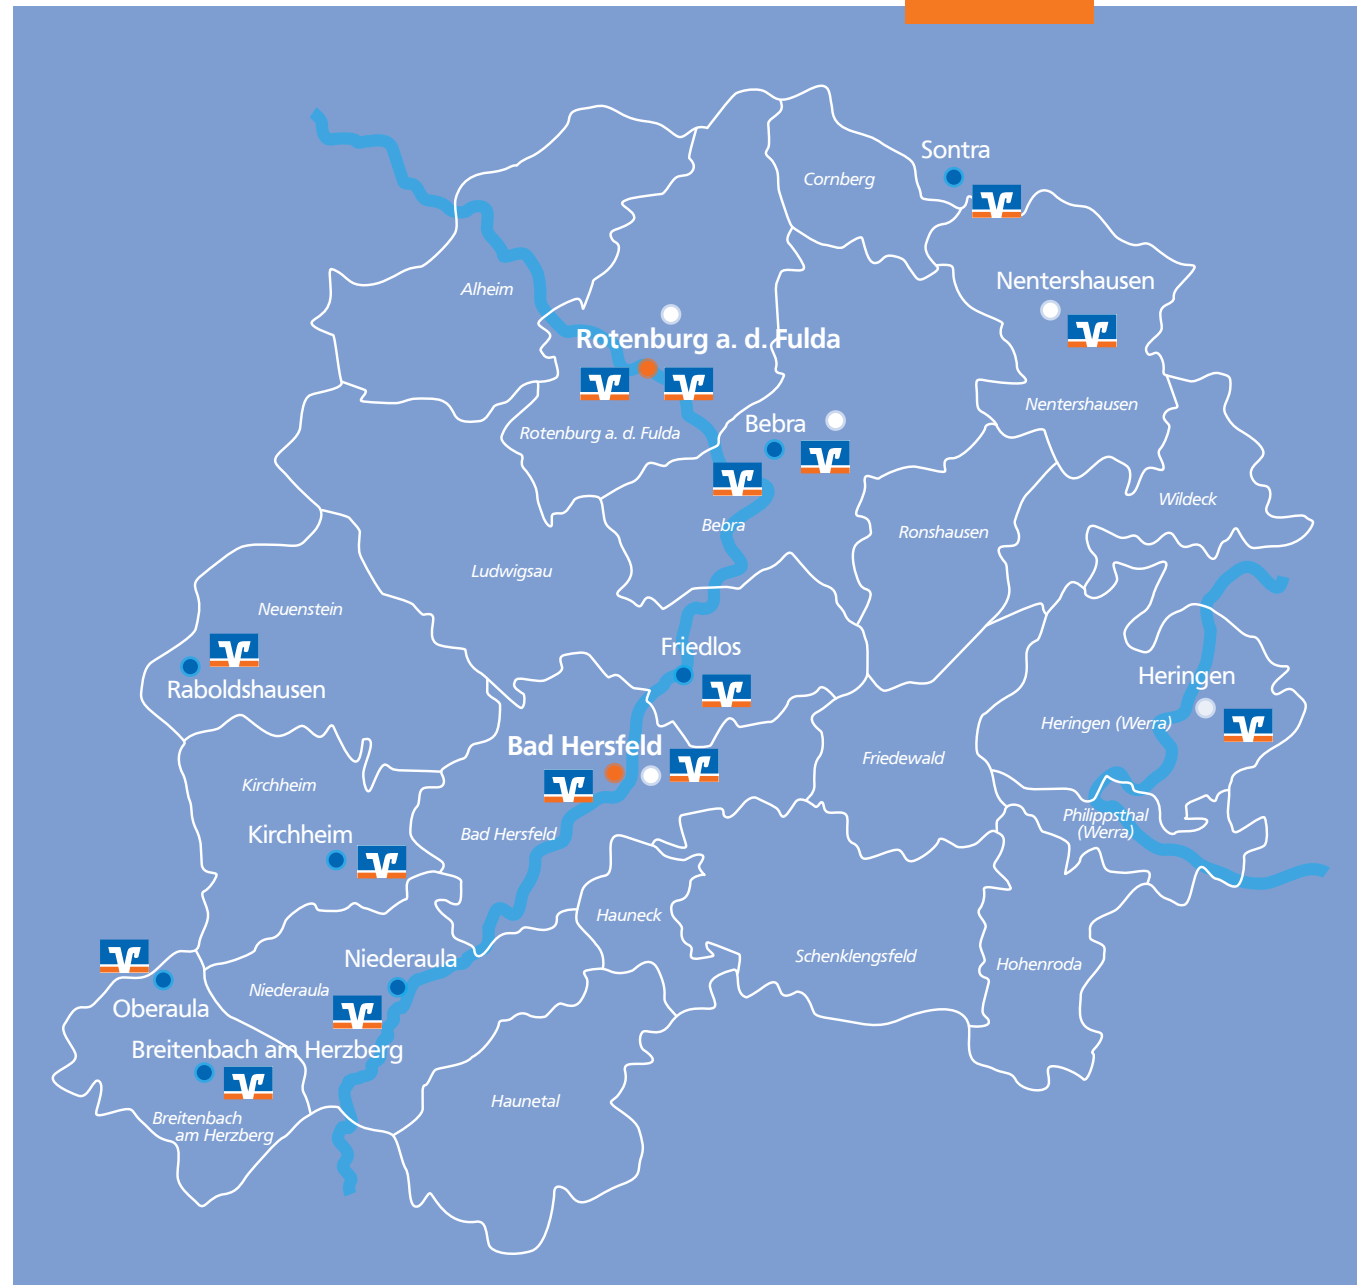 Sontra
Cornberg
Nentershausen
Alheim
Rotenburg a. d. Fulda
Nentershausen
Bebra
Rotenburg a. d. Fulda
Wildeck
Bebra
Ronshausen
Ludwigsau
Neuenstein
Friedlos
Heringen
Raboldshausen
Heringen (Werra)
Bad Hersfeld
Friedewald
Kirchheim
Philippsthal
(Werra)
Kirchheim
Bad Hersfeld
Hauneck
Niederaula
Schenklengsfeld
Hohenroda
Niederaula
Oberaula
Breitenbach am Herzberg
Haunetal
Breitenbach
am Herzberg